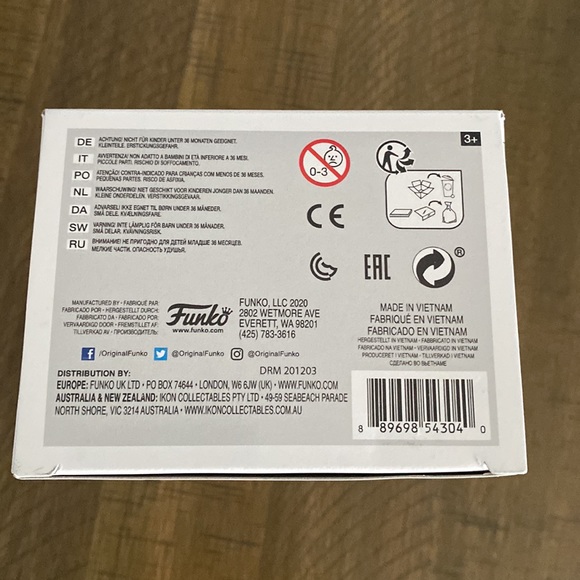 3+
DE ACHTUNG! NICHT FÜR KINDER UNTER 36 MONATEN GEEIGNET.
KLEINTEILE. ERSTICKUNGSGEFAHR.
IT AVVERTENZA! NON ADATTO A BAMBINI DI ETÀ INFERIORE A 36 MESI.
PICCOLE PARTI. RISCHIO DI SOFFOCAMENTO.
PO ATENÇÃO! CONTRA-INDICADO PARA CRIANÇAS COM MENOS DE 36 MESES.
PEQUENAS PARTES. RISCO DE ASFIXIA.
NL WAARSCHUWING! NIET GESCHIKT VOOR KINDEREN JONGER DAN 36 MAANDEN.
KLEINE ONDERDELEN. VERSTIKKINGSGEVAAR.
DA ADVARSEL! IKKE EGNET TIL BØRN UNDER 36 MÅNEDER.
SMÅ DELE. KVÆLNINGSFARE.
SW VARNING! INTE LÄMPLIG FÖR BARN UNDER 36 MÅNADER.
SMÅ DELAR. KVÄVNINGSRISK.
RU ВНИМАНИЕ! НЕ ПРИГОДНО ДЛЯ ДЕТЕЙ МЛАДШЕ 36 МЕСЯЦЕВ.
МЕЛКИЕ ЧАСТИ. ОПАСНОСТЬ УДУШЬЯ.
0-3
CE
EAC
®
MANUFACTURED BY • FABRIQUÉ PAR
FABRICADO POR • HERGESTELLT DURCH:
FABBRICATO DA • FABRICADO POR:
VERVAARDIGD DOOR • FREMSTILLET AF:
TILLVERKAD AV • ПРОИЗВОДИТЕЛЬ:
Funko
www.funko.com
FUNKO, LLC 2020
2802 WETMORE AVE
EVERETT, WA 98201
(425) 783-3616
MADE IN VIETNAM
FABRIQUÉ EN VIETNAM
FABRICADO EN VIETNAM
HERGESTELLT IN VIETNAM • FABBRICATO IN VIETNAM
FABRICADO NO VIETNAM • VERVAARDIGD IN VIETNAM
PRODUCERET I VIETNAM • TILLVERKAD I VIETNAM
СДЕЛАНО ВО ВЬЕТНАМЕ
/OriginalFunko @OriginalFunko @OriginalFunko
DISTRIBUTION BY: DRM 201203
EUROPE: FUNKO UK LTD • PO BOX 74644 • LONDON, W6 6JW (UK) • WWW.FUNKO.COM
AUSTRALIA & NEW ZEALAND: IKON COLLECTABLES PTY LTD • 49-59 SEABEACH PARADE
NORTH SHORE, VIC 3214 AUSTRALIA • WWW.IKONCOLLECTABLES.COM.AU
8 89698 54304 0